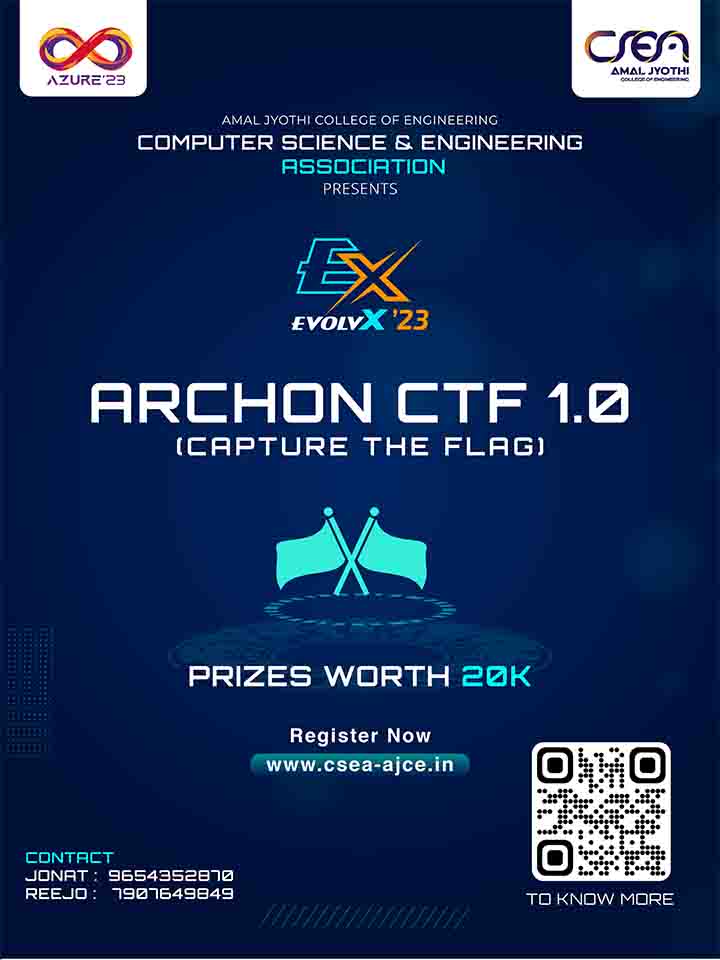 AZURE'23
CSEA
AMAL JYOTHI
COLLEGE OF ENGINEERING
AMAL JYOTHI COLLEGE OF ENGINEERING
COMPUTER SCIENCE & ENGINEERING
ASSOCIATION
PRESENTS
EX
EVOLVX '23
ARCHON CTF 1.0
(CAPTURE THE FLAG)
PRIZES WORTH 20K
Register Now
www.csea-ajce.in
CONTACT
JONAT : 9654352870
REEJO : 7907649849
TO KNOW MORE